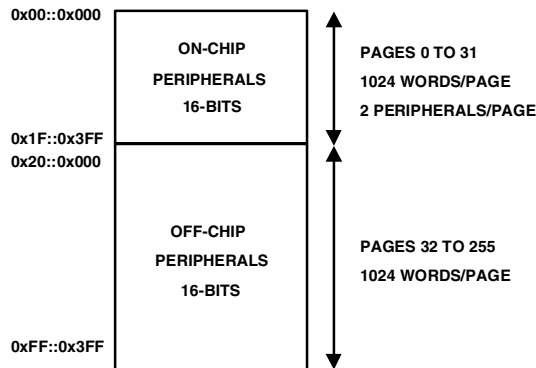 0x00::0x000
ON-CHIP
PERIPHERALS
16-BITS
PAGES 0 TO 31
1024 WORDS/PAGE
2 PERIPHERALS/PAGE
0x1F::0x3FF
0x20::0x000
OFF-CHIP
PERIPHERALS
16-BITS
PAGES 32 TO 255
1024 WORDS/PAGE
0xFF::0x3FF